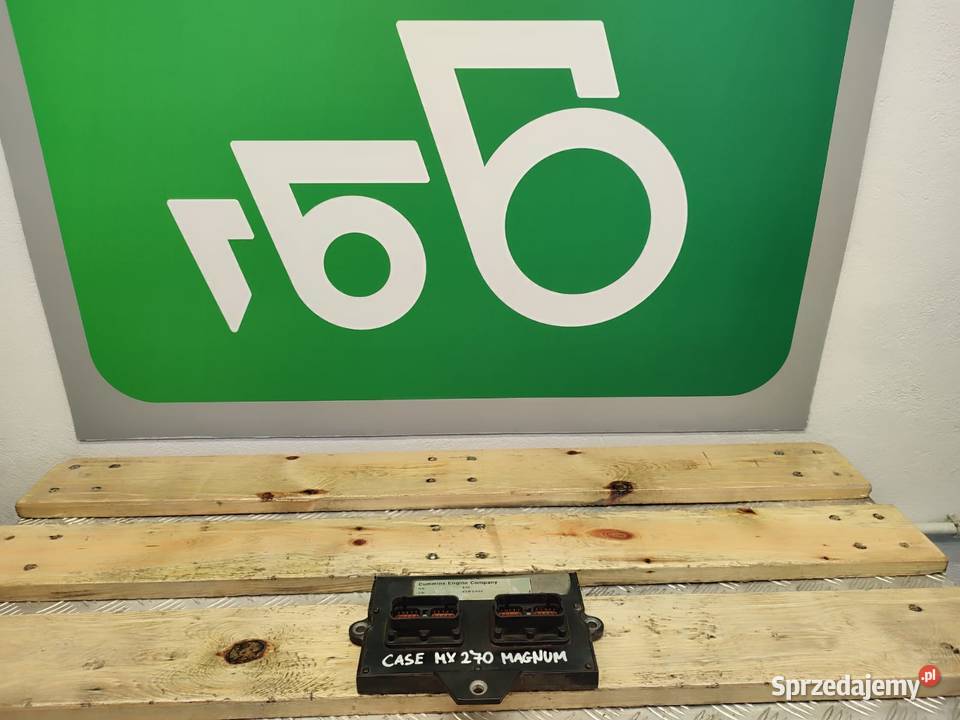 Cummins Engine Company
CASE MX 270 MAGNUM
Sprzedajemy.pl